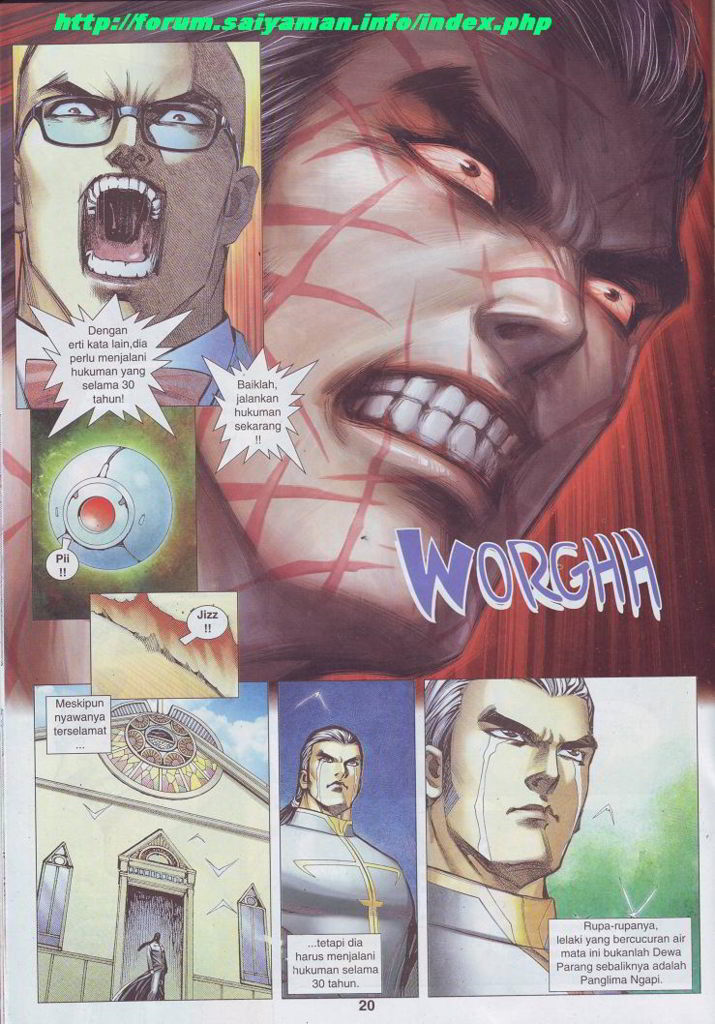 http://forum.saiyaman.info/index.php
Dengan
erti kata lain,dia
perlu menjalani
hukuman yang
selama 30
tahun!
Baiklah,
jalankan
hukuman
sekarang
!!
Pii
!!
WORGHH
Jizz
!!
Meskipun
nyawanya
terselamat
...
...tetapi dia
harus menjalani
hukuman selama
30 tahun.
Rupa-rupanya,
lelaki yang bercucuran air
mata ini bukanlah Dewa
Parang sebaliknya adalah
Panglima Ngapi.
20